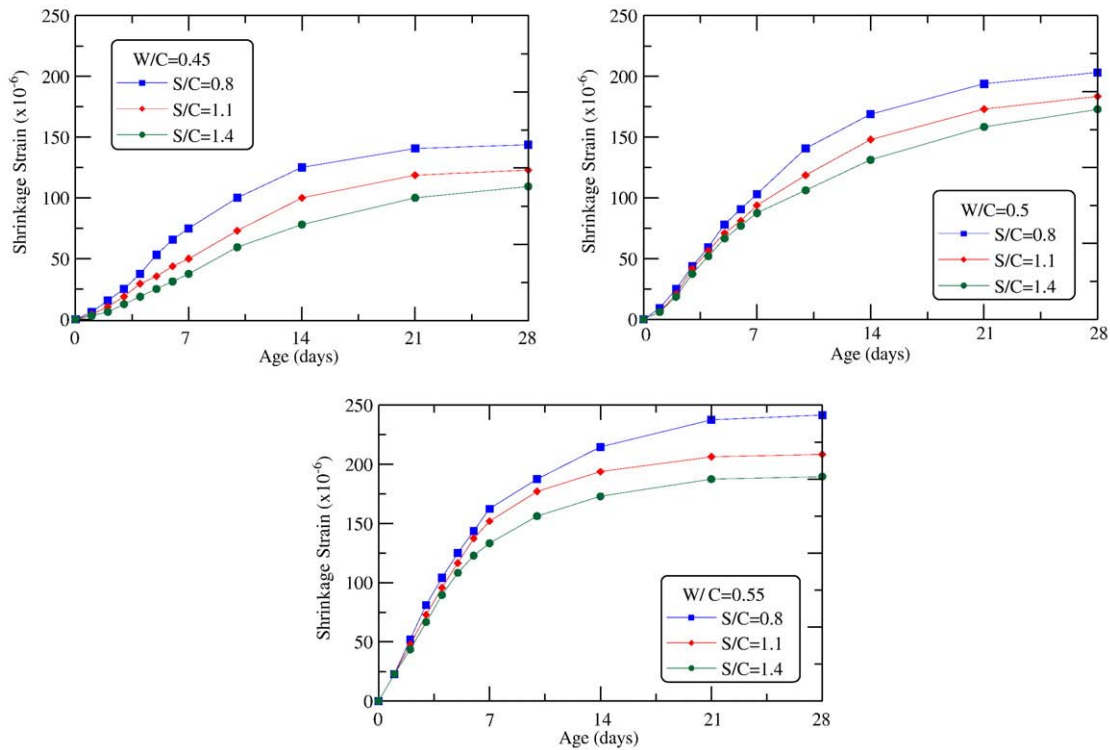 250
200
150
100
50
0
Shrinkage Strain (x10⁻⁶)
W/C=0.45
S/C=0.8
S/C=1.1
S/C=1.4
0 7 14 21 28
Age (days)
250
200
150
100
50
0
Shrinkage Strain (x10⁻⁶)
W/C=0.5
S/C=0.8
S/C=1.1
S/C=1.4
0 7 14 21 28
Age (days)
250
200
150
100
50
0
Shrinkage Strain (x10⁻⁶)
W/C=0.55
S/C=0.8
S/C=1.1
S/C=1.4
0 7 14 21 28
Age (days)